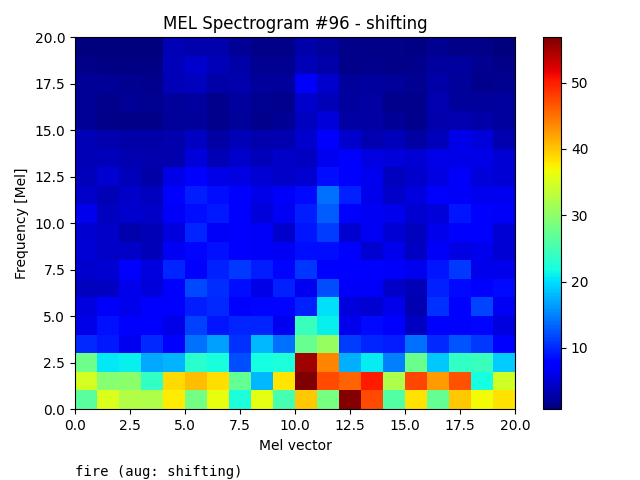 MEL Spectrogram #96 - shifting
20.0
17.5
15.0
12.5
10.0
7.5
5.0
2.5
0.0
Frequency [Mel]
0.0 2.5 5.0 7.5 10.0 12.5 15.0 17.5 20.0
Mel vector
50
40
30
20
10
fire (aug: shifting)